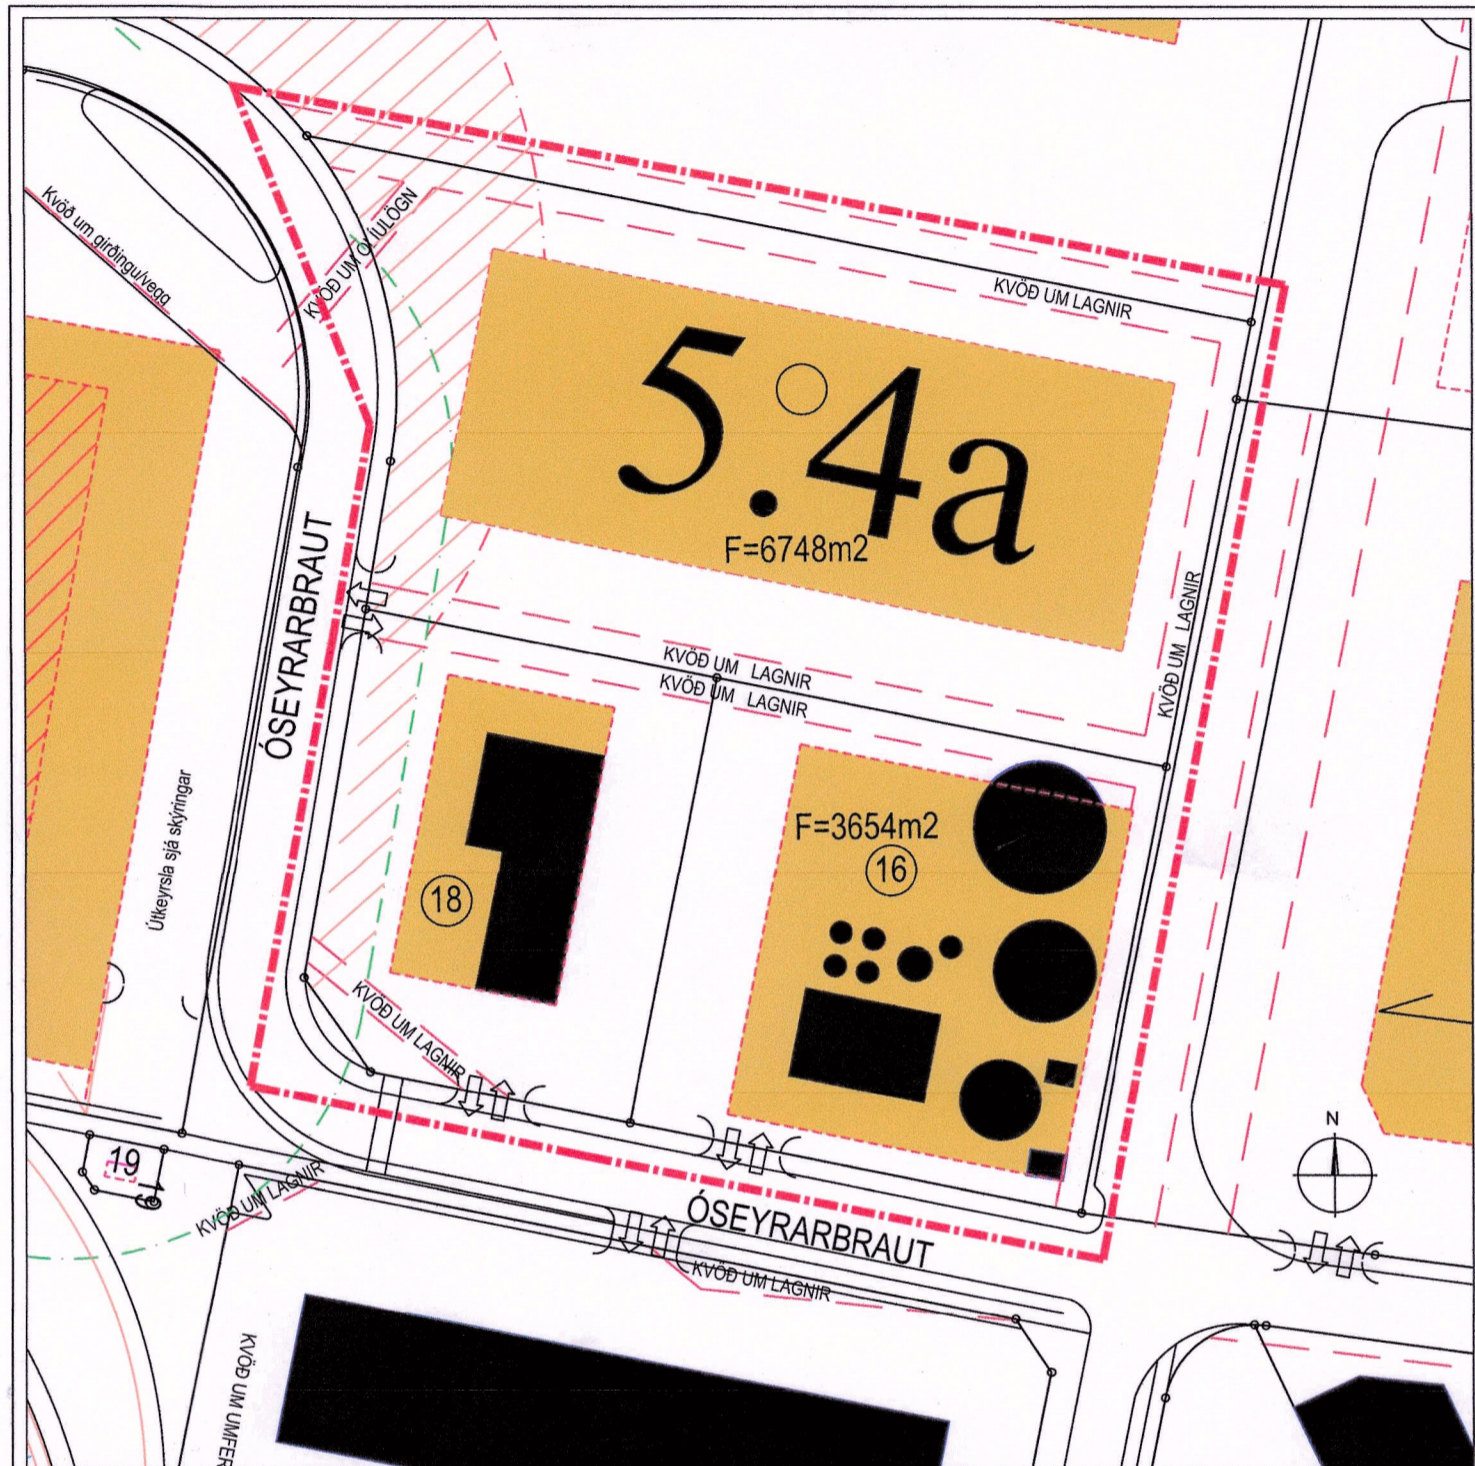 Kvöð um girðingu/vegg
KVÖÐ UM OLÍULÖGN
KVÖÐ UM LAGNIR
5.4a
F=6748m2
ÓSEYRARBRAUT
KVÖÐ UM LAGNIR
KVÖÐ UM LAGNIR
KVÖÐ UM LAGNIR
Útkeyrsla sjá skýringar
F=3654m2
16
18
KVÖÐ UM LAGNIR
N
19
KVÖÐ UM LAGNIR
ÓSEYRARBRAUT
KVÖÐ UM LAGNIR
KVÖÐ UM UMFER